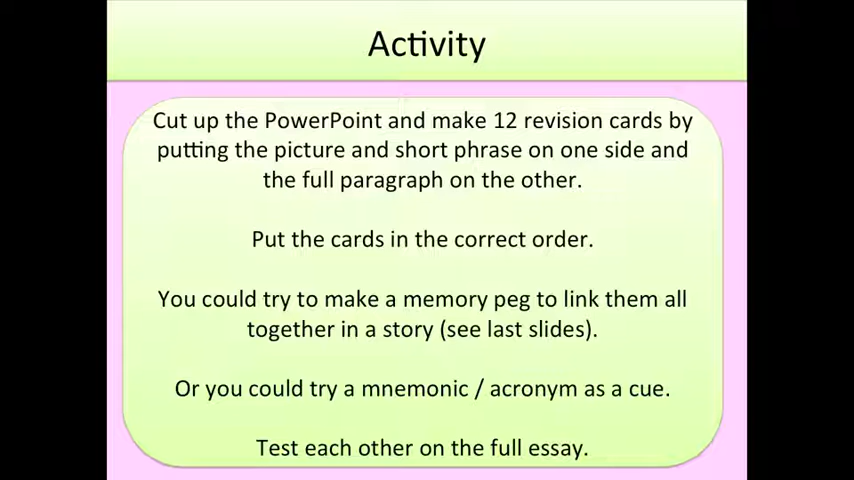 Activity
Cut up the PowerPoint and make 12 revision cards by
putting the picture and short phrase on one side and
the full paragraph on the other.
Put the cards in the correct order.
You could try to make a memory peg to link them all
together in a story (see last slides).
Or you could try a mnemonic / acronym as a cue.
Test each other on the full essay.